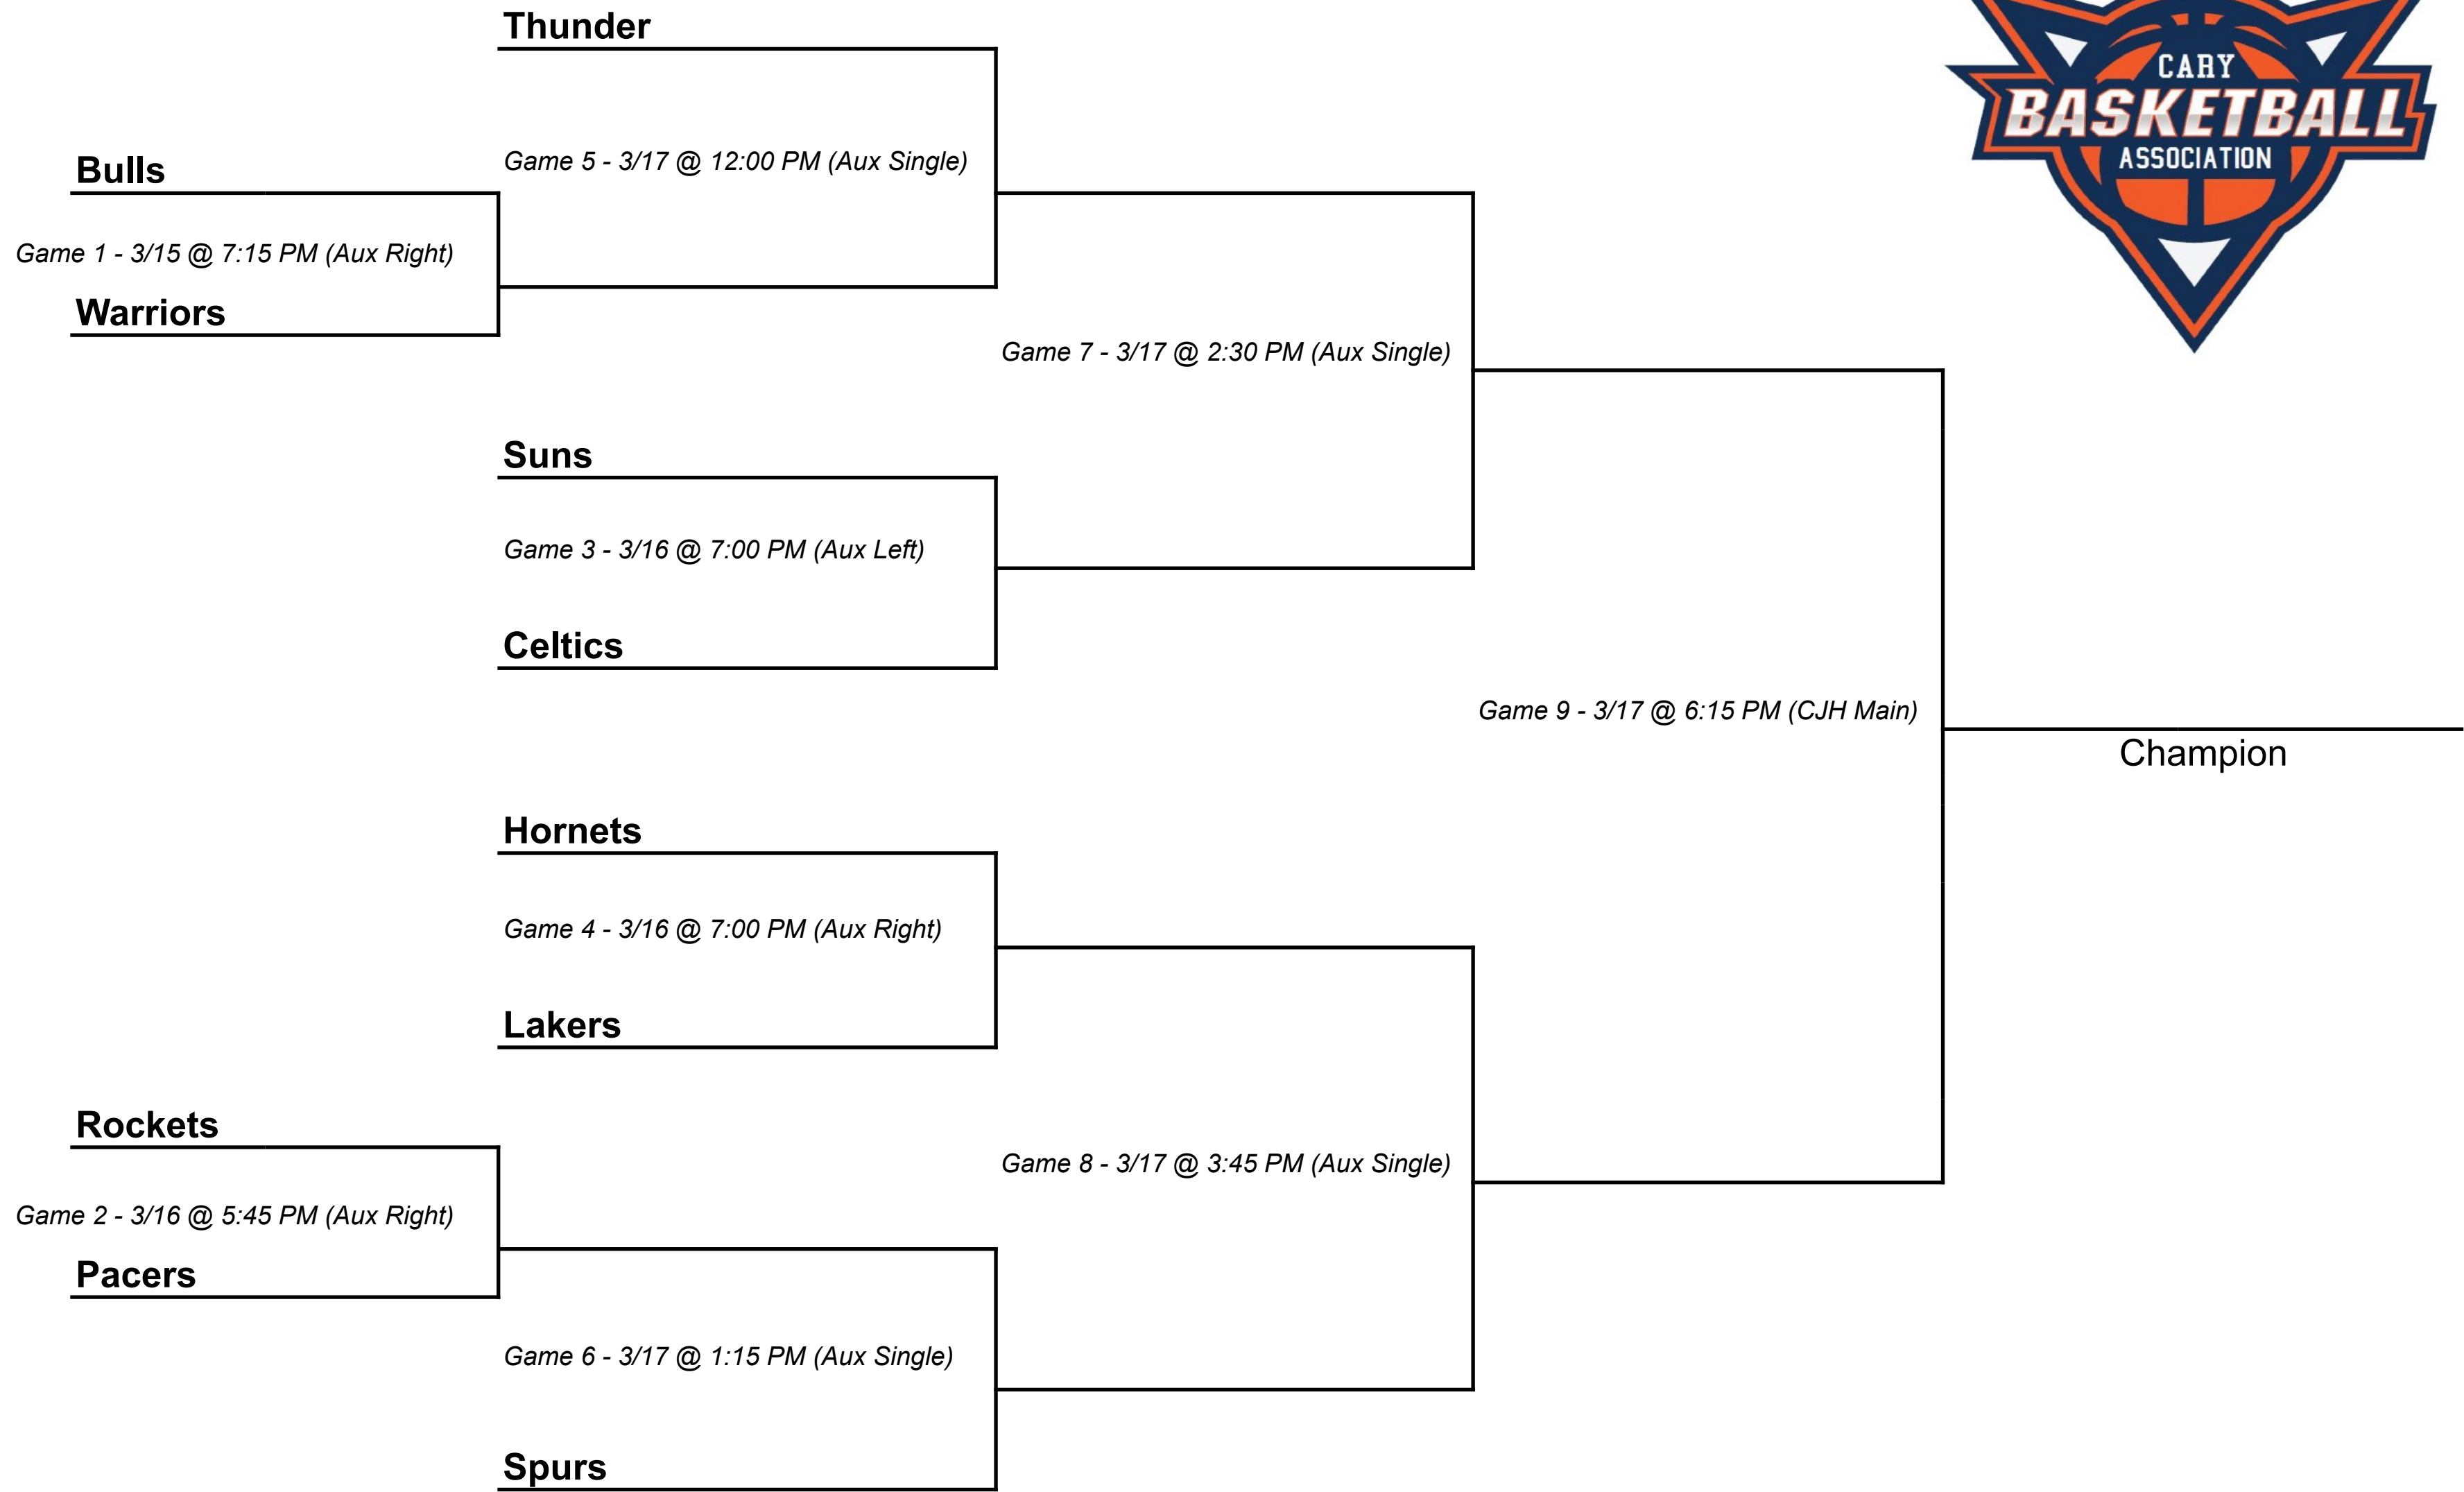 Thunder
CARY
BASKETBALL
ASSOCIATION
Bulls
Game 5 - 3/17 @ 12:00 PM (Aux Single)
Game 1 - 3/15 @ 7:15 PM (Aux Right)
Warriors
Game 7 - 3/17 @ 2:30 PM (Aux Single)
Suns
Game 3 - 3/16 @ 7:00 PM (Aux Left)
Celtics
Game 9 - 3/17 @ 6:15 PM (CJH Main)
Champion
Hornets
Game 4 - 3/16 @ 7:00 PM (Aux Right)
Lakers
Rockets
Game 8 - 3/17 @ 3:45 PM (Aux Single)
Game 2 - 3/16 @ 5:45 PM (Aux Right)
Pacers
Game 6 - 3/17 @ 1:15 PM (Aux Single)
Spurs